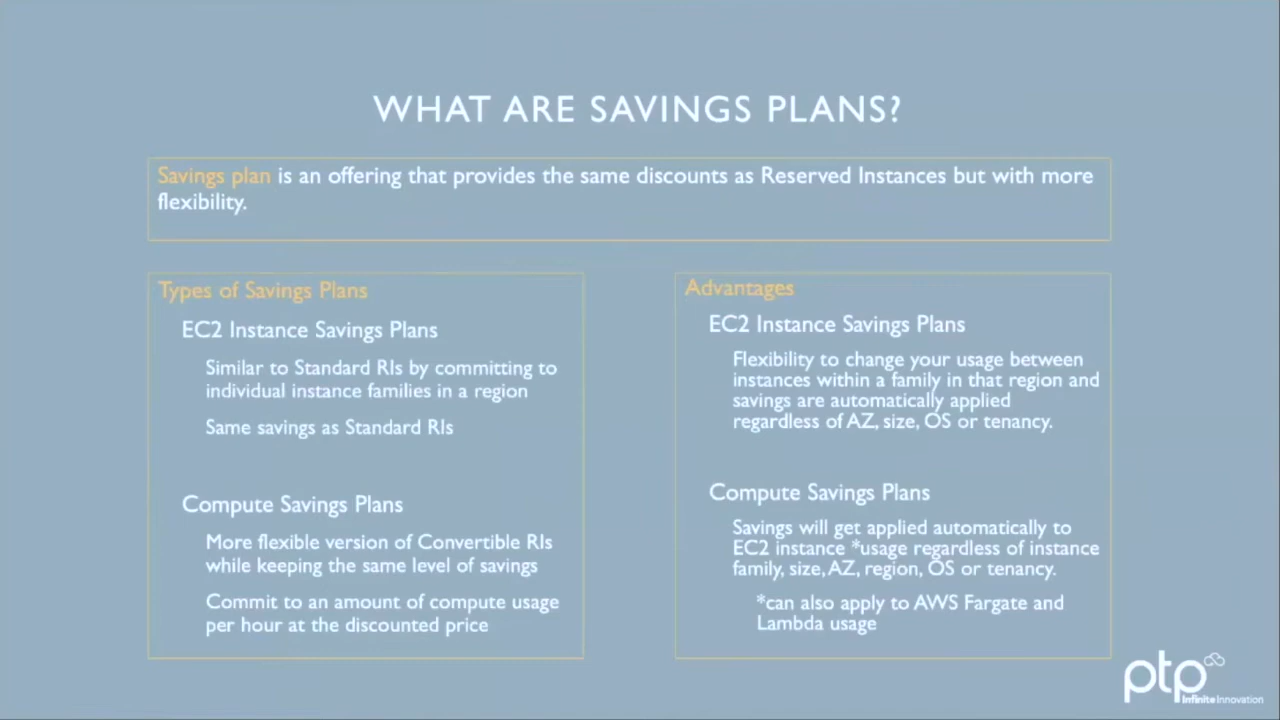 WHAT ARE SAVINGS PLANS?
Savings plan is an offering that provides the same discounts as Reserved Instances but with more
flexibility.
Types of Savings Plans
EC2 Instance Savings Plans
Similar to Standard RIs by committing to
individual instance families in a region
Same savings as Standard RIs
Compute Savings Plans
More flexible version of Convertible RIs
while keeping the same level of savings
Commit to an amount of compute usage
per hour at the discounted price
Advantages
EC2 Instance Savings Plans
Flexibility to change your usage between
instances within a family in that region and
savings are automatically applied
regardless of AZ, size, OS or tenancy.
Compute Savings Plans
Savings will get applied automatically to
EC2 instance *usage regardless of instance
family, size, AZ, region, OS or tenancy.
*can also apply to AWS Fargate and
Lambda usage
ptp
Infinite Innovation